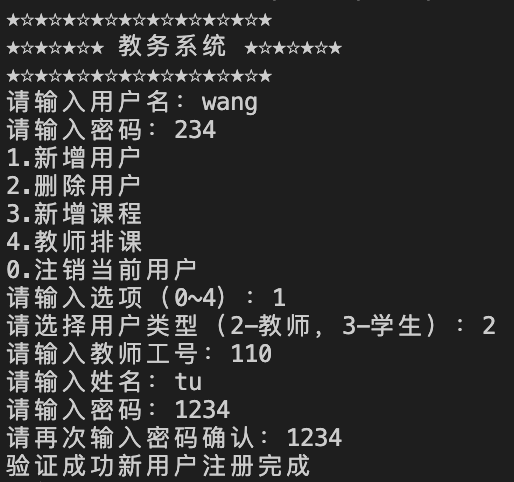 ★☆★☆★☆★☆★☆★☆★☆★☆★☆★
★☆★☆★☆★ 教务系统 ★☆★☆★☆★
★☆★☆★☆★☆★☆★☆★☆★☆★☆★
请输入用户名：wang
请输入密码：234
1.新增用户
2.删除用户
3.新增课程
4.教师排课
0.注销当前用户
请输入选项（0~4）：1
请选择用户类型（2-教师，3-学生）：2
请输入教师工号：110
请输入姓名：tu
请输入密码：1234
请再次输入密码确认：1234
验证成功新用户注册完成